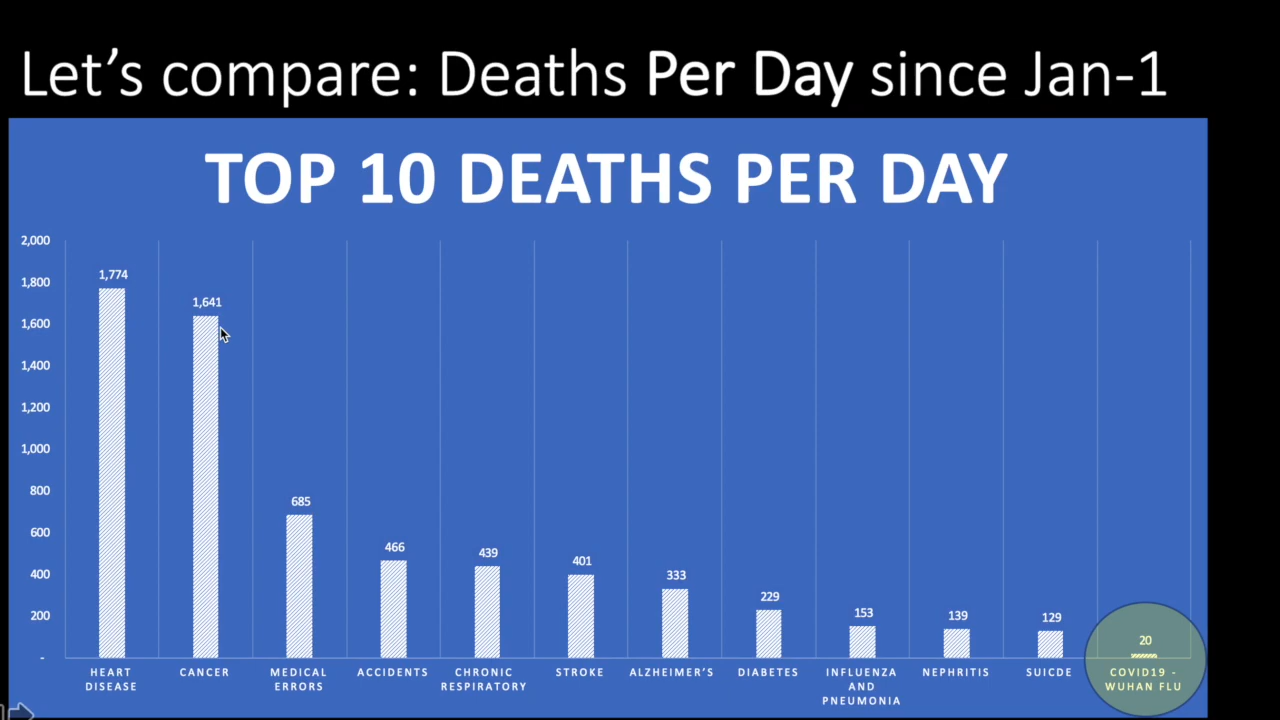 Let's compare: Deaths Per Day since Jan-1
TOP 10 DEATHS PER DAY
2,000
1,800
1,600
1,400
1,200
1,000
800
600
400
200
-
1,774
1,641
685
466
439
401
333
229
153
139
129
20
HEART
DISEASE
CANCER
MEDICAL
ERRORS
ACCIDENTS
CHRONIC
RESPIRATORY
STROKE
ALZHEIMER'S
DIABETES
INFLUENZA
AND
PNEUMONIA
NEPHRITIS
SUICDE
COVID19 -
WUHAN FLU